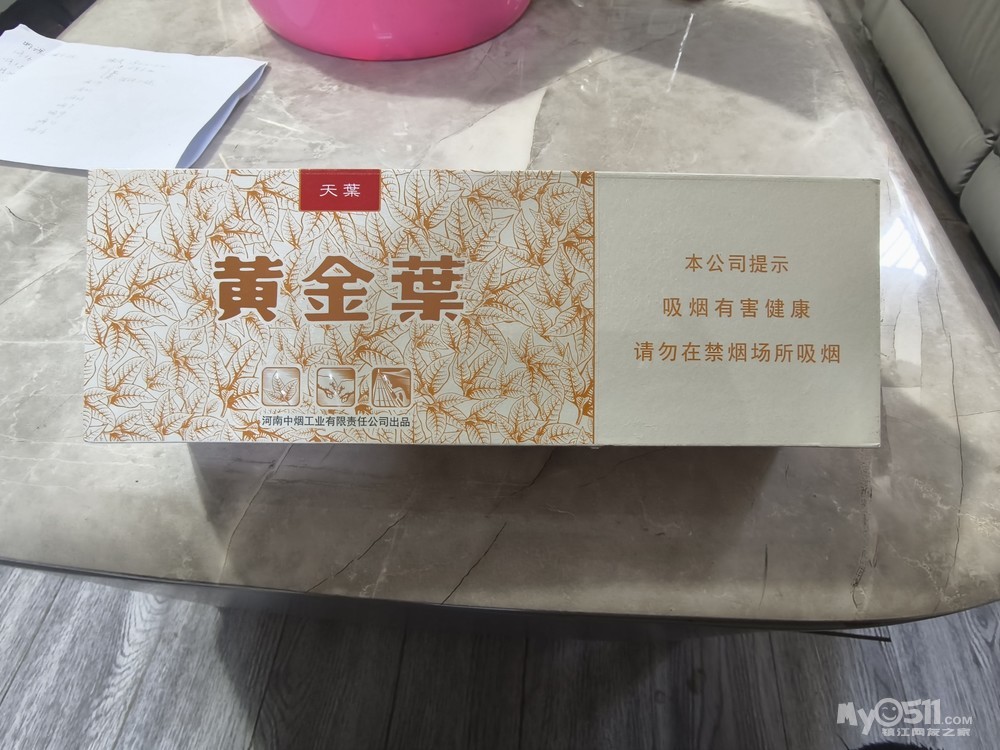 天葉
黄金葉
河南中烟工业有限责任公司出品
本公司提示
吸烟有害健康
请勿在禁烟场所吸烟
My0511.COM
镇江网友之家